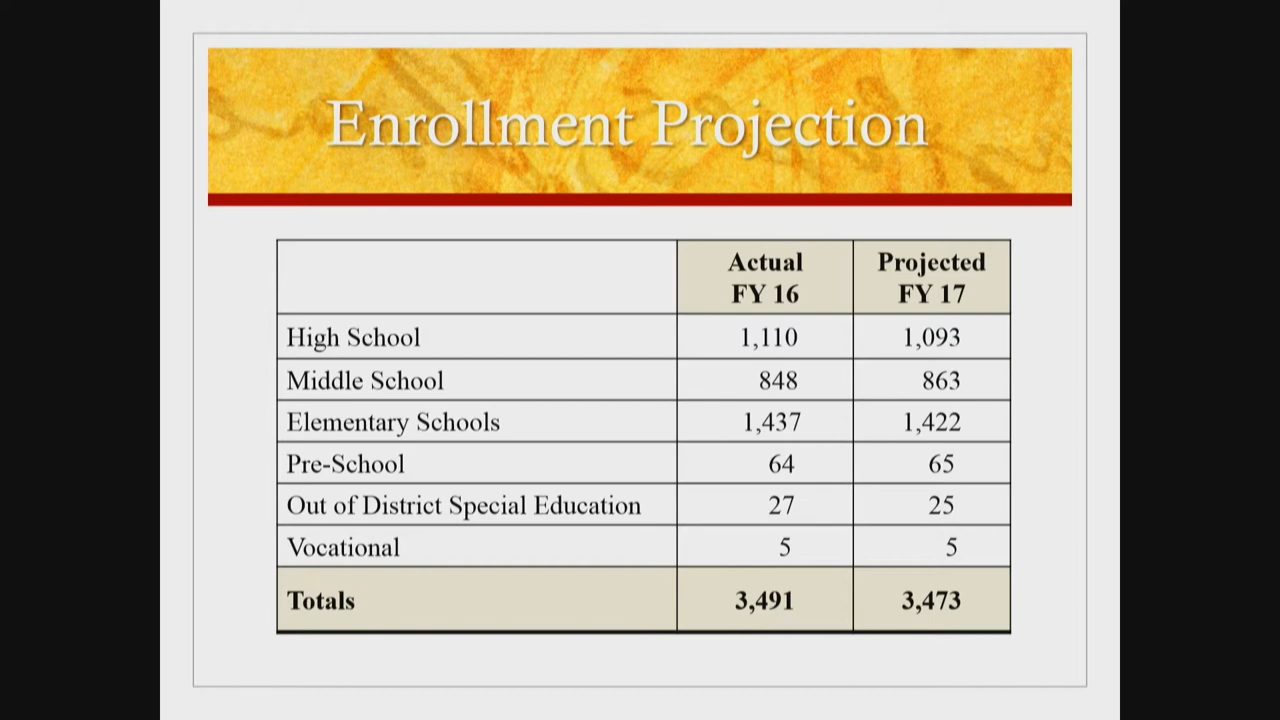 Enrollment Projection
Actual FY 16 Projected FY 17
High School 1,110 1,093
Middle School 848 863
Elementary Schools 1,437 1,422
Pre-School 64 65
Out of District Special Education 27 25
Vocational 5 5
Totals 3,491 3,473